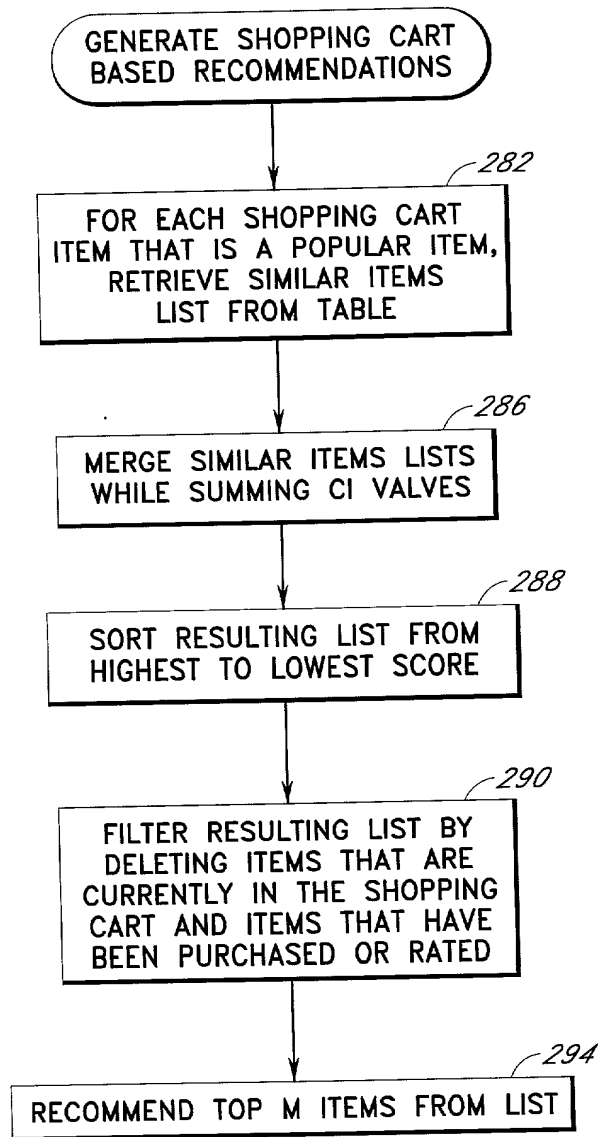 GENERATE SHOPPING CART
BASED RECOMMENDATIONS
282
FOR EACH SHOPPING CART
ITEM THAT IS A POPULAR ITEM,
RETRIEVE SIMILAR ITEMS
LIST FROM TABLE
286
MERGE SIMILAR ITEMS LISTS
WHILE SUMMING CI VALVES
288
SORT RESULTING LIST FROM
HIGHEST TO LOWEST SCORE
290
FILTER RESULTING LIST BY
DELETING ITEMS THAT ARE
CURRENTLY IN THE SHOPPING
CART AND ITEMS THAT HAVE
BEEN PURCHASED OR RATED
294
RECOMMEND TOP M ITEMS FROM LIST